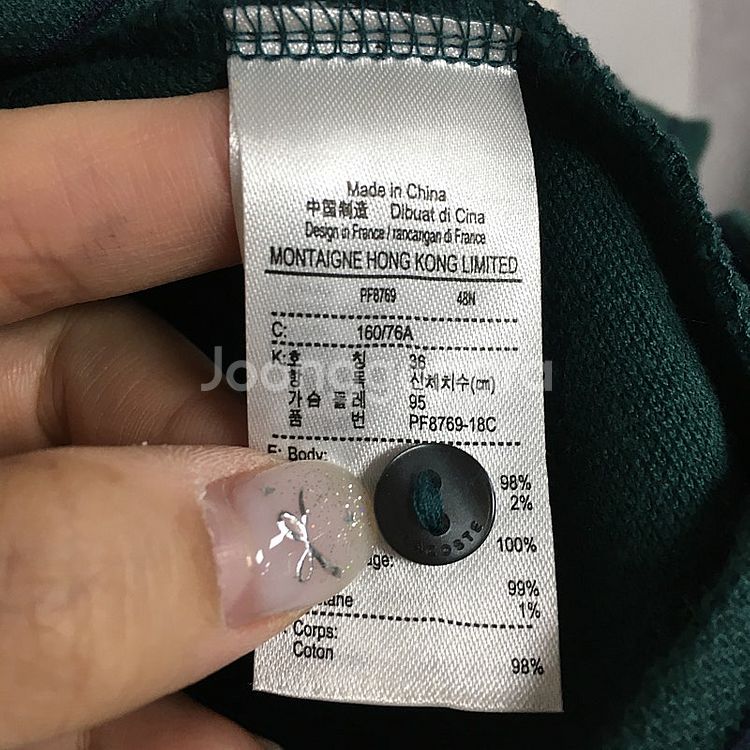 Made in China
中国制造 Dibuat di Cina
Design in France / rancangan di France
MONTAIGNE HONG KONG LIMITED
PF8769 48N
C: 160/76A
K: 호 칭 36
항 목 신체치수(cm)
가 슴 둘 레 95
품 번 PF8769-18C
E: Body:
98%
2%
100%
99%
1%
Corps:
Coton 98%